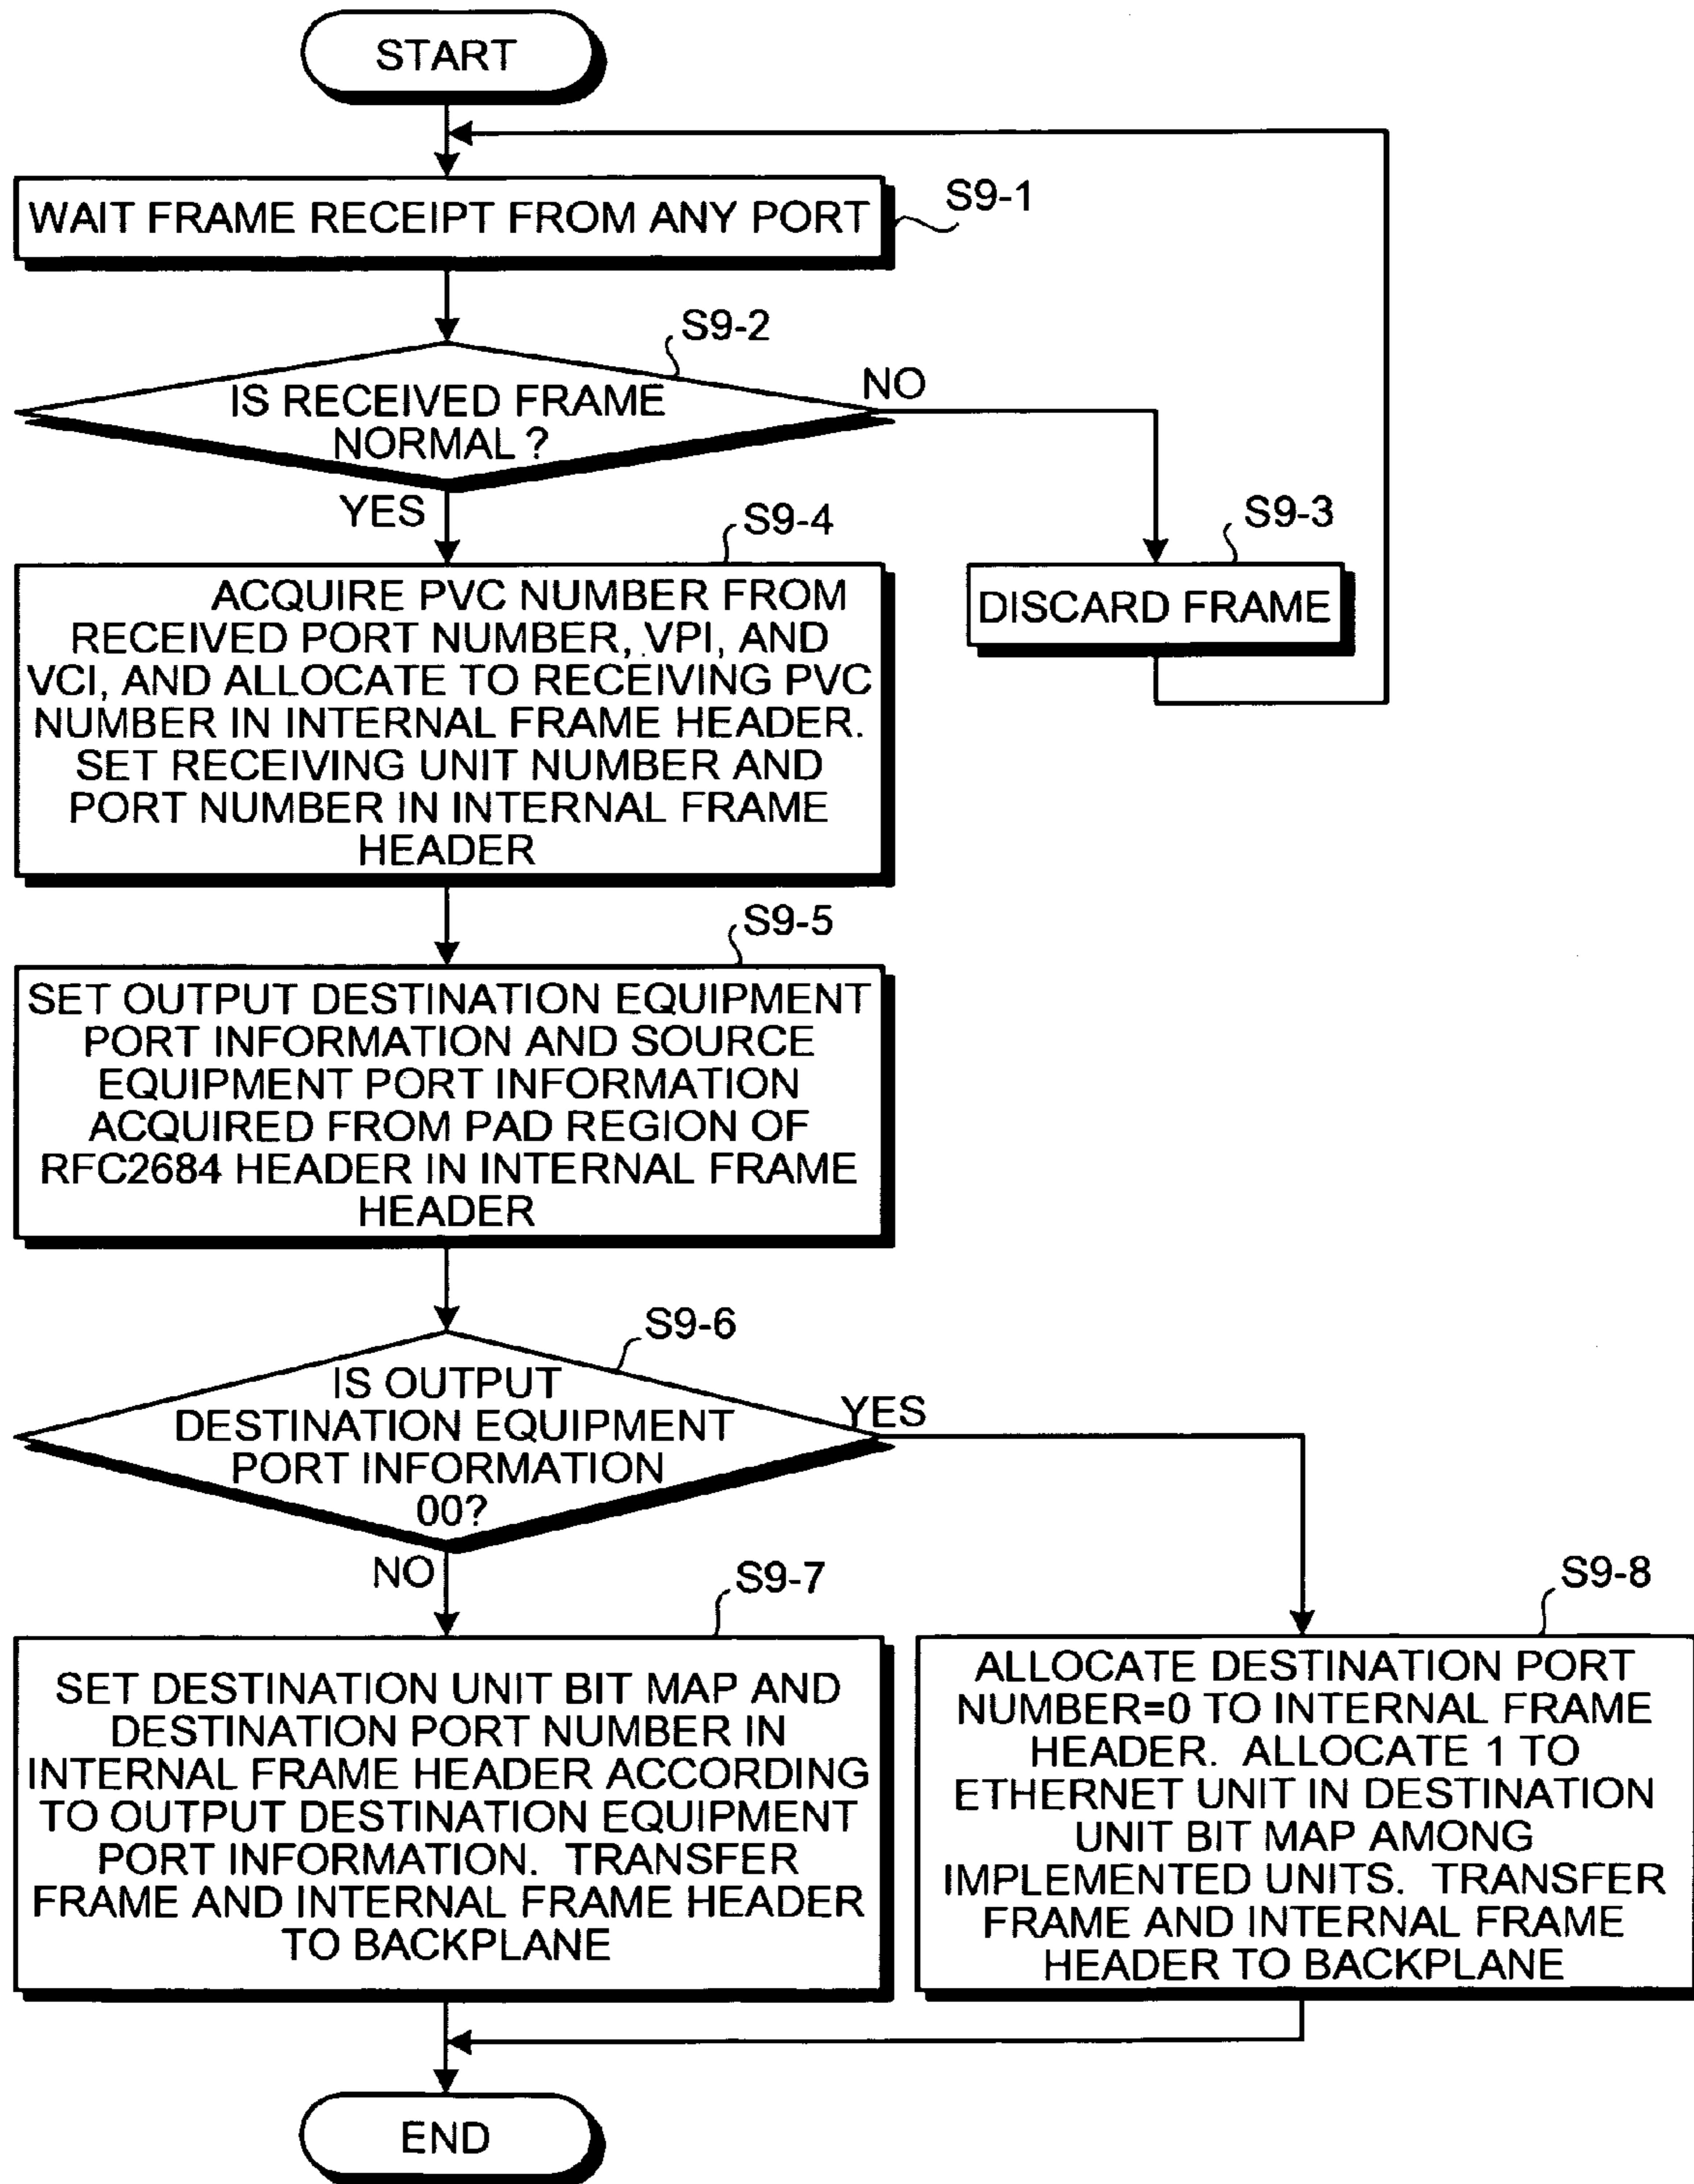 START
WAIT FRAME RECEIPT FROM ANY PORT
S9-1
S9-2
IS RECEIVED FRAME
NORMAL ?
NO
YES
S9-4
ACQUIRE PVC NUMBER FROM
RECEIVED PORT NUMBER, VPI, AND
VCI, AND ALLOCATE TO RECEIVING PVC
NUMBER IN INTERNAL FRAME HEADER.
SET RECEIVING UNIT NUMBER AND
PORT NUMBER IN INTERNAL FRAME
HEADER
S9-3
DISCARD FRAME
S9-5
SET OUTPUT DESTINATION EQUIPMENT
PORT INFORMATION AND SOURCE
EQUIPMENT PORT INFORMATION
ACQUIRED FROM PAD REGION OF
RFC2684 HEADER IN INTERNAL FRAME
HEADER
S9-6
IS OUTPUT
DESTINATION EQUIPMENT
PORT INFORMATION
00?
YES
NO
S9-7
SET DESTINATION UNIT BIT MAP AND
DESTINATION PORT NUMBER IN
INTERNAL FRAME HEADER ACCORDING
TO OUTPUT DESTINATION EQUIPMENT
PORT INFORMATION. TRANSFER
FRAME AND INTERNAL FRAME HEADER
TO BACKPLANE
S9-8
ALLOCATE DESTINATION PORT
NUMBER=0 TO INTERNAL FRAME
HEADER. ALLOCATE 1 TO
ETHERNET UNIT IN DESTINATION
UNIT BIT MAP AMONG
IMPLEMENTED UNITS. TRANSFER
FRAME AND INTERNAL FRAME
HEADER TO BACKPLANE
END